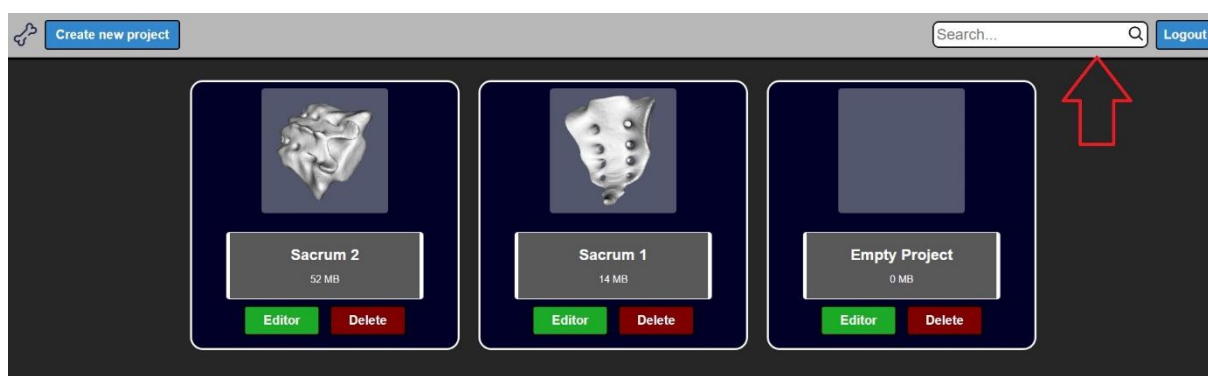 Create new project
Search...
Logout
Sacrum 2
52 MB
Editor
Delete
Sacrum 1
14 MB
Editor
Delete
Empty Project
0 MB
Editor
Delete